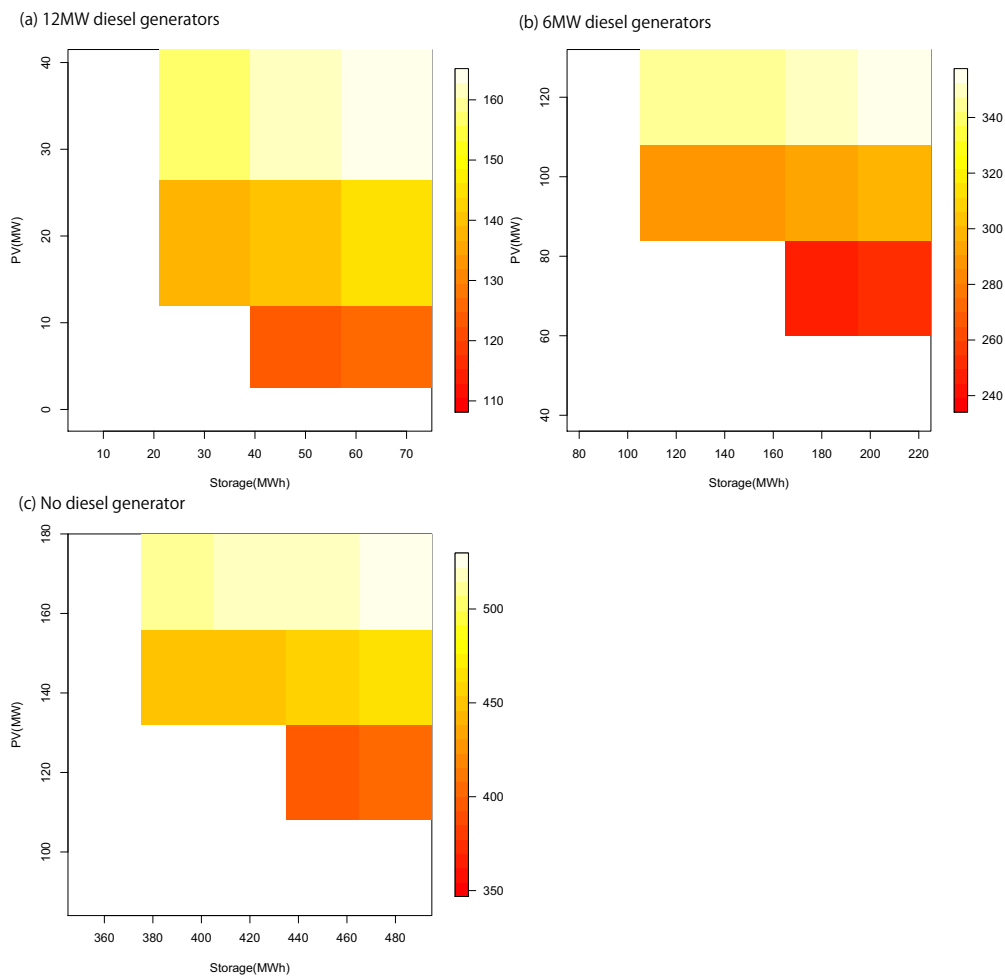 (a) 12MW diesel generators
40
30
20
10
0
PV(MW)
10 20 30 40 50 60 70
Storage(MWh)
160
150
140
130
120
110
(b) 6MW diesel generators
120
100
80
60
40
PV(MW)
80 100 120 140 160 180 200 220
Storage(MWh)
340
320
300
280
260
240
(c) No diesel generator
180
160
140
120
100
PV(MW)
360 380 400 420 440 460 480
Storage(MWh)
500
450
400
350